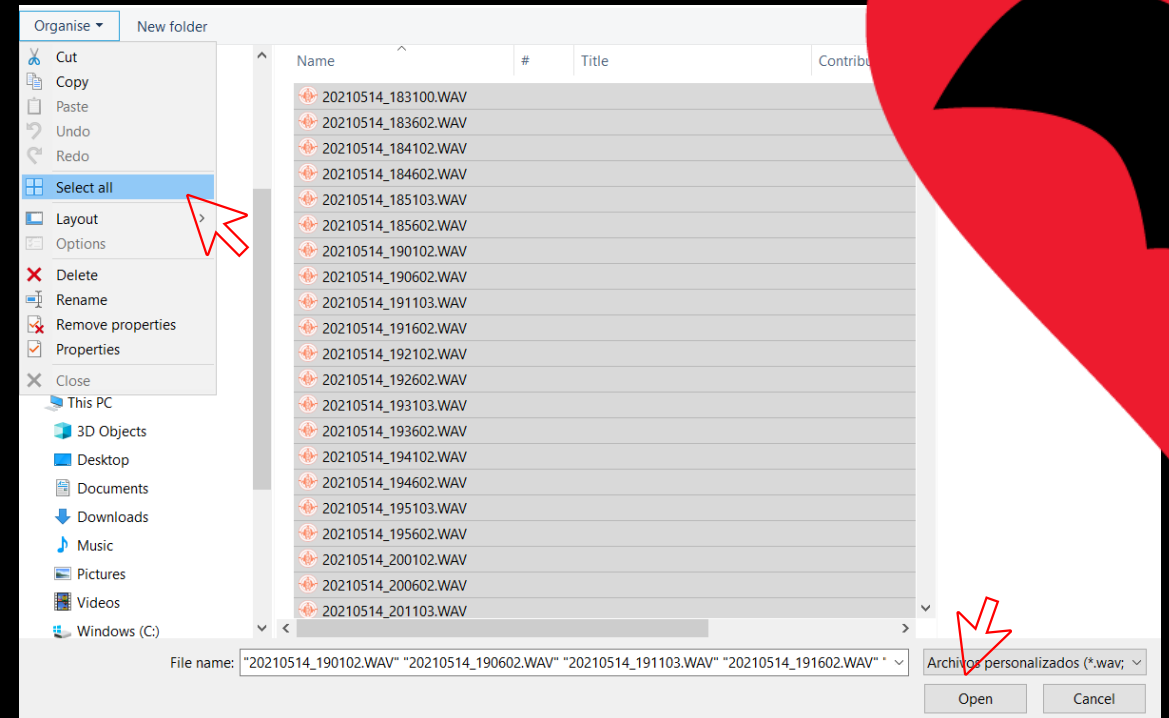 Organise New folder
Cut
Copy
Paste
Undo
Redo
Select all
Layout
Options
Delete
Rename
Remove properties
Properties
Close
This PC
3D Objects
Desktop
Documents
Downloads
Music
Pictures
Videos
Windows (C:)
Name # Title
20210514_183100.WAV
20210514_183602.WAV
20210514_184102.WAV
20210514_184602.WAV
20210514_185103.WAV
20210514_185602.WAV
20210514_190102.WAV
20210514_190602.WAV
20210514_191103.WAV
20210514_191602.WAV
20210514_192102.WAV
20210514_192602.WAV
20210514_193103.WAV
20210514_193602.WAV
20210514_194102.WAV
20210514_194602.WAV
20210514_195103.WAV
20210514_195602.WAV
20210514_200102.WAV
20210514_200602.WAV
20210514_201103.WAV
File name: "20210514_190102.WAV" "20210514_190602.WAV" "20210514_191103.WAV" "20210514_191602.WAV" " Archivos personalizados (*.wav;
Open Cancel